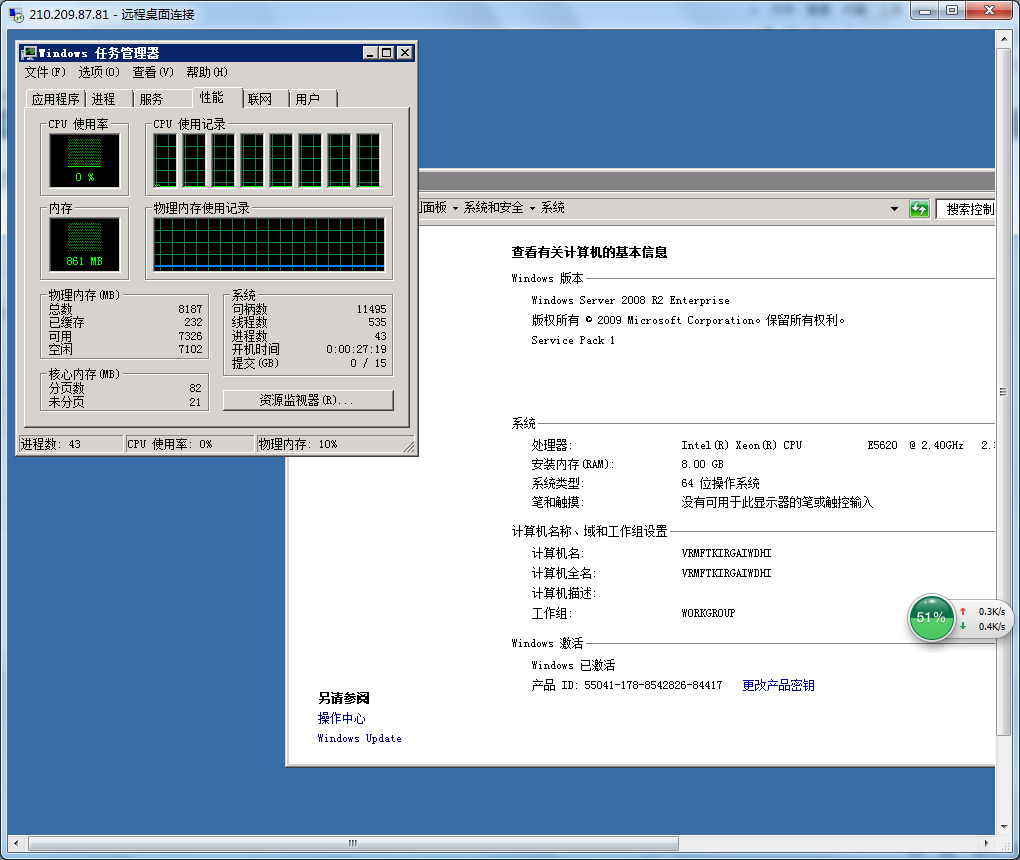 210.209.87.81 - 远程桌面连接
Windows 任务管理器
文件(F) 选项(O) 查看(V) 帮助(H)
应用程序 进程 服务 性能 联网 用户
CPU 使用率
0 %
CPU 使用记录
内存
861 MB
物理内存使用记录
物理内存(MB)
总数 8187
已缓存 232
可用 7326
空闲 7102
系统
句柄数 11495
线程数 535
进程数 43
开机时间 0:00:27:19
提交(GB) 0 / 15
核心内存(MB)
分页数 82
未分页 21
资源监视器(R)...
进程数: 43 CPU 使用率: 0% 物理内存: 10%
面板 系统和安全 系统
搜索控制
查看有关计算机的基本信息
Windows 版本
Windows Server 2008 R2 Enterprise
版权所有 © 2009 Microsoft Corporation。保留所有权利。
Service Pack 1
系统
处理器: Intel(R) Xeon(R) CPU E5620 @ 2.40GHz 2.
安装内存(RAM): 8.00 GB
系统类型: 64 位操作系统
笔和触摸: 没有可用于此显示器的笔或触控输入
计算机名称、域和工作组设置
计算机名: VRMFTKIRGAIWDHI
计算机全名: VRMFTKIRGAIWDHI
计算机描述:
工作组: WORKGROUP
Windows 激活
Windows 已激活
产品 ID: 55041-178-8542826-84417 更改产品密钥
另请参阅
操作中心
Windows Update
51%
0.3K/s
0.4K/s